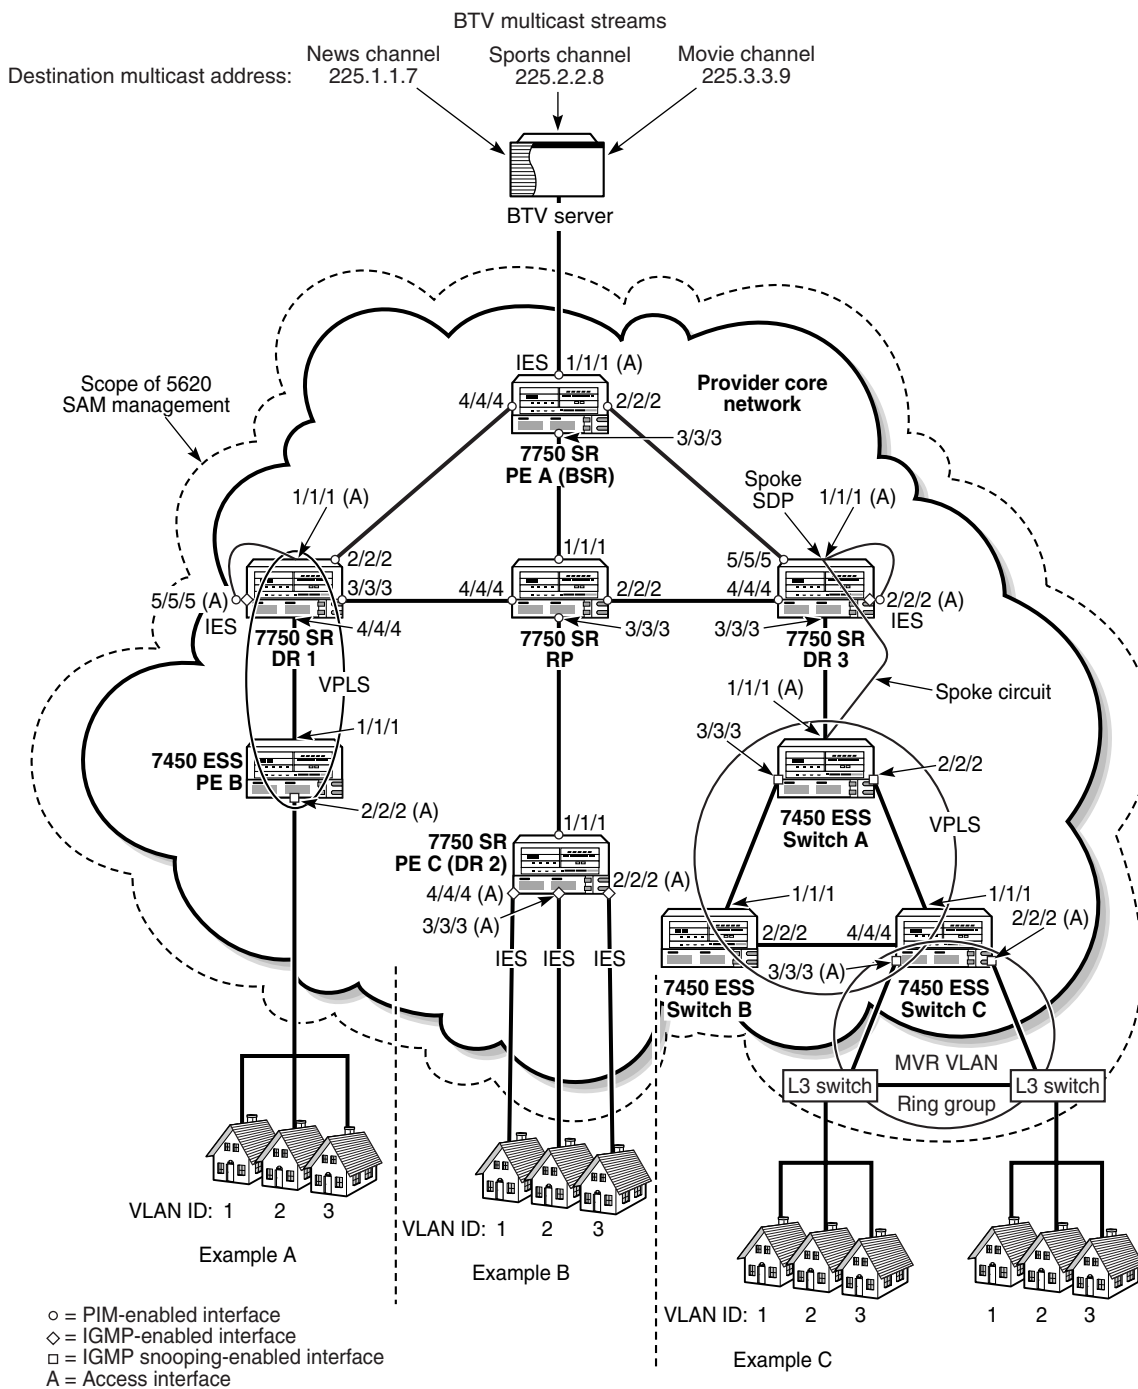 BTV multicast streams
News channel
225.1.1.7
Sports channel
225.2.2.8
Movie channel
225.3.3.9
Destination multicast address:
BTV server
Scope of 5620
SAM management
IES
1/1/1 (A)
4/4/4
2/2/2
3/3/3
Provider core
network
7750 SR
PE A (BSR)
1/1/1 (A)
Spoke
SDP
1/1/1 (A)
2/2/2
3/3/3
5/5/5 (A)
IES
4/4/4
7750 SR
DR 1
1/1/1
4/4/4
2/2/2
3/3/3
7750 SR
RP
5/5/5
4/4/4
2/2/2 (A)
IES
3/3/3
7750 SR
DR 3
VPLS
1/1/1 (A)
Spoke circuit
1/1/1
7450 ESS
PE B
2/2/2 (A)
3/3/3
2/2/2
7450 ESS
Switch A
VPLS
1/1/1
7750 SR
PE C (DR 2)
4/4/4 (A)
2/2/2 (A)
3/3/3 (A)
IES
IES
IES
1/1/1
1/1/1
2/2/2
4/4/4
2/2/2 (A)
3/3/3 (A)
7450 ESS
Switch B
7450 ESS
Switch C
MVR VLAN
L3 switch
L3 switch
Ring group
VLAN ID: 1 2 3
Example A
VLAN ID: 1 2 3
Example B
VLAN ID: 1 2 3
1 2 3
Example C
= PIM-enabled interface
= IGMP-enabled interface
= IGMP snooping-enabled interface
A = Access interface